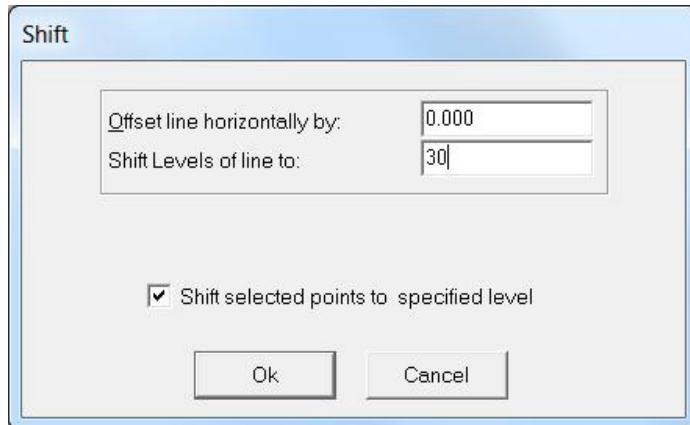 Shift
Offset line horizontally by: 0.000
Shift Levels of line to: 30
Shift selected points to specified level
Ok Cancel